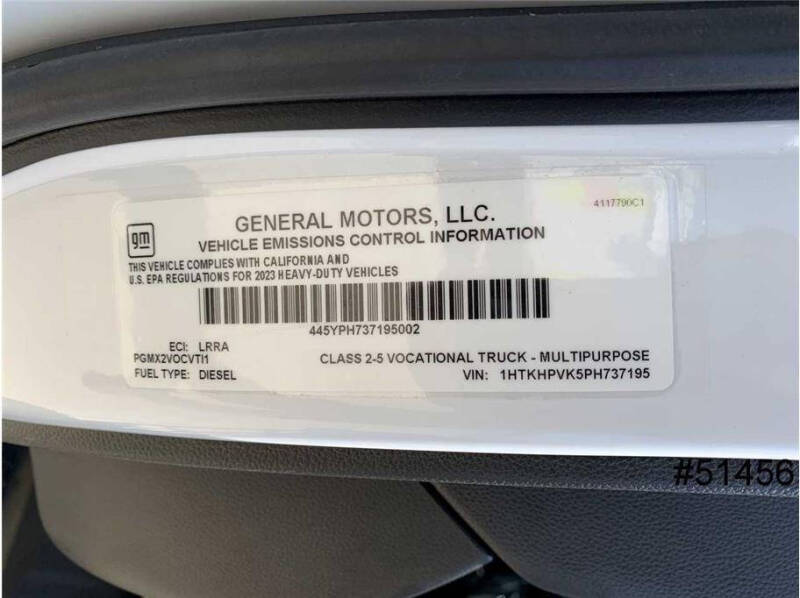 4117790C1
gm
GENERAL MOTORS, LLC.
VEHICLE EMISSIONS CONTROL INFORMATION
THIS VEHICLE COMPLIES WITH CALIFORNIA AND
U.S. EPA REGULATIONS FOR 2023 HEAVY-DUTY VEHICLES
445YPH737195002
ECI: LRRA
PGMX2VOCVTI1
CLASS 2-5 VOCATIONAL TRUCK - MULTIPURPOSE
FUEL TYPE: DIESEL
VIN: 1HTKHPVK5PH737195
#51456